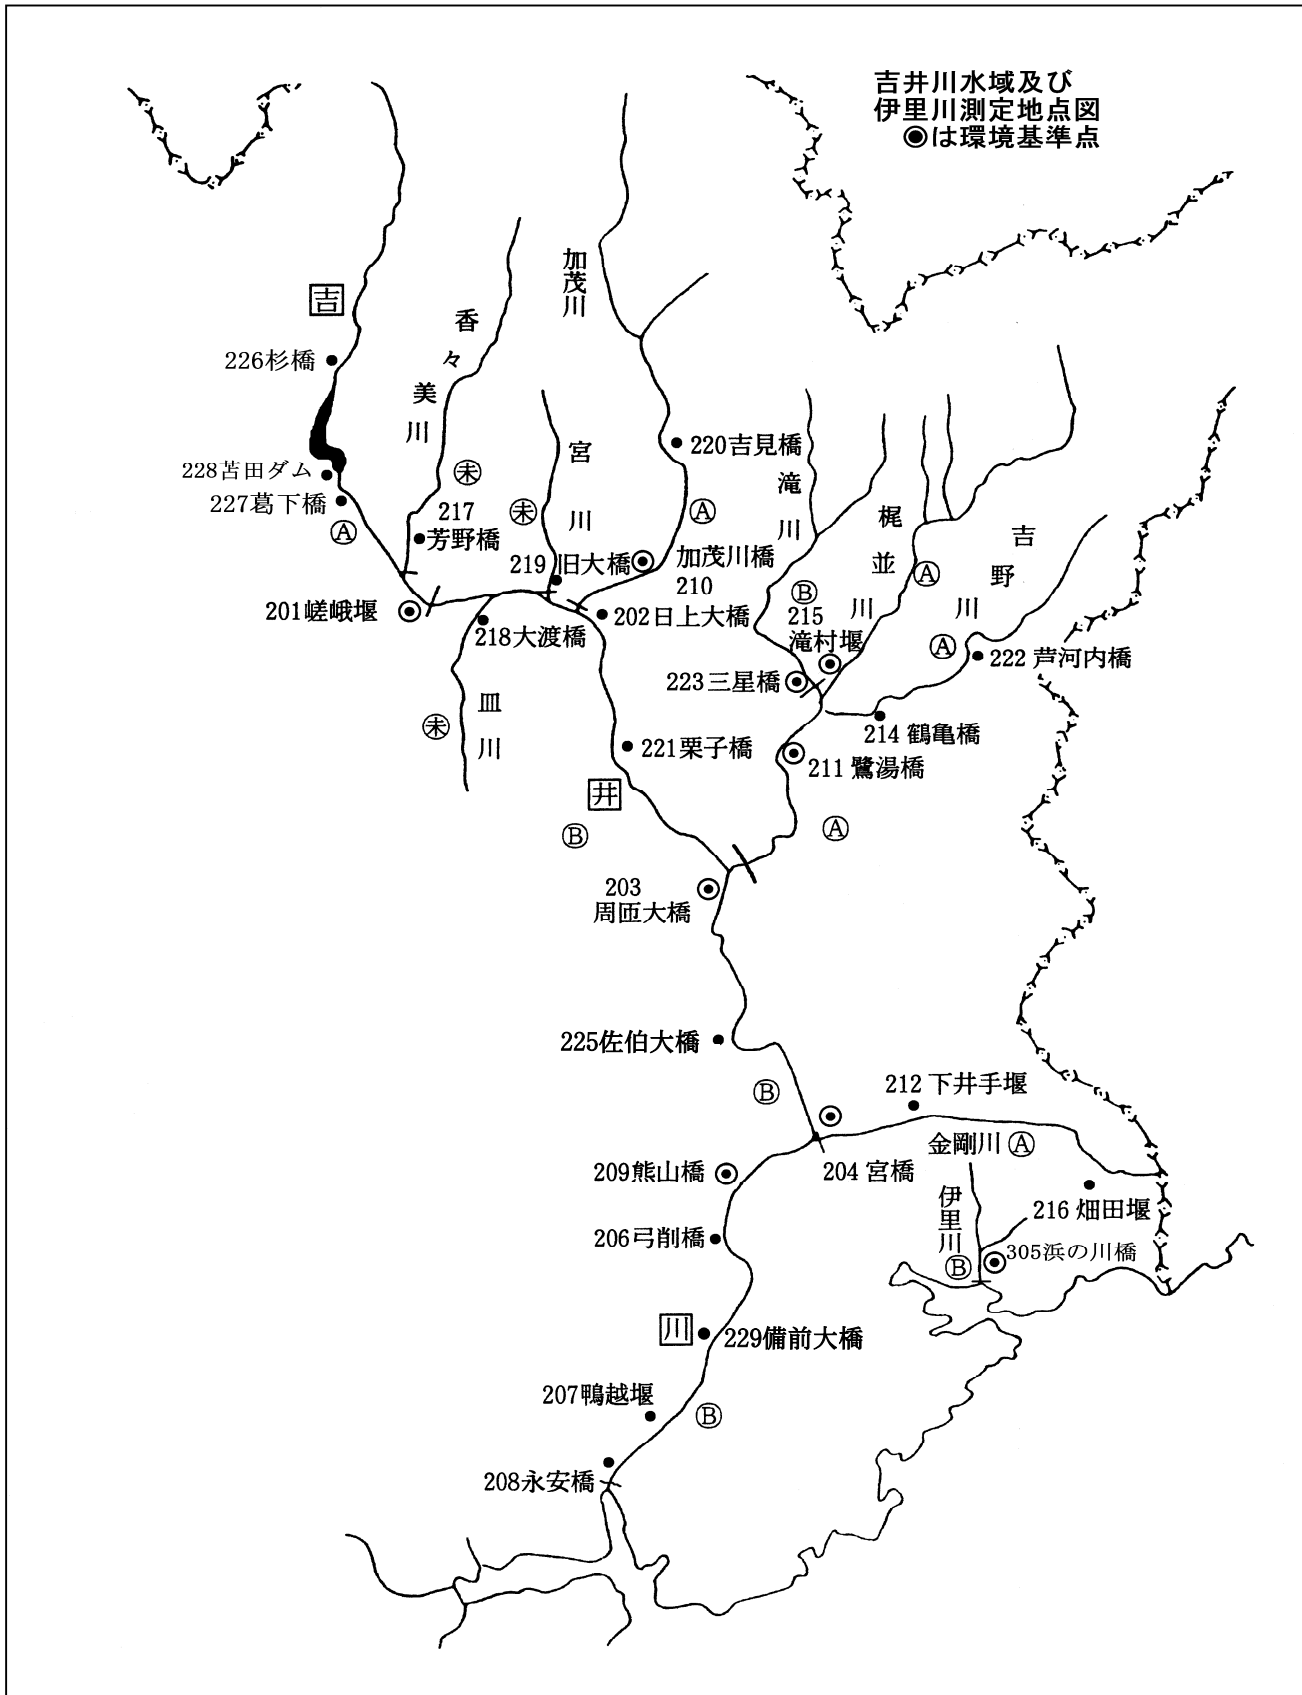 吉井川水域及び
伊里川測定地点図
◉は環境基準点
吉
加茂川
香々美川
226杉橋
宮川
220吉見橋
228苫田ダム
227葛下橋
Ⓐ
未
217
芳野橋
未
219
旧大橋
Ⓐ
加茂川橋
210
滝川
梶並川
吉野川
Ⓐ
Ⓑ
215
滝村堰
201嵯峨堰
218大渡橋
202日上大橋
Ⓐ
222 芦河内橋
223三星橋
皿川
未
214 鶴亀橋
221栗子橋
211 鷺湯橋
井
Ⓑ
Ⓐ
203
周匝大橋
225佐伯大橋
Ⓑ
212 下井手堰
金剛川 Ⓐ
204 宮橋
209熊山橋
伊里川
216 畑田堰
206弓削橋
305浜の川橋
Ⓑ
川
229備前大橋
207鴨越堰
Ⓑ
208永安橋